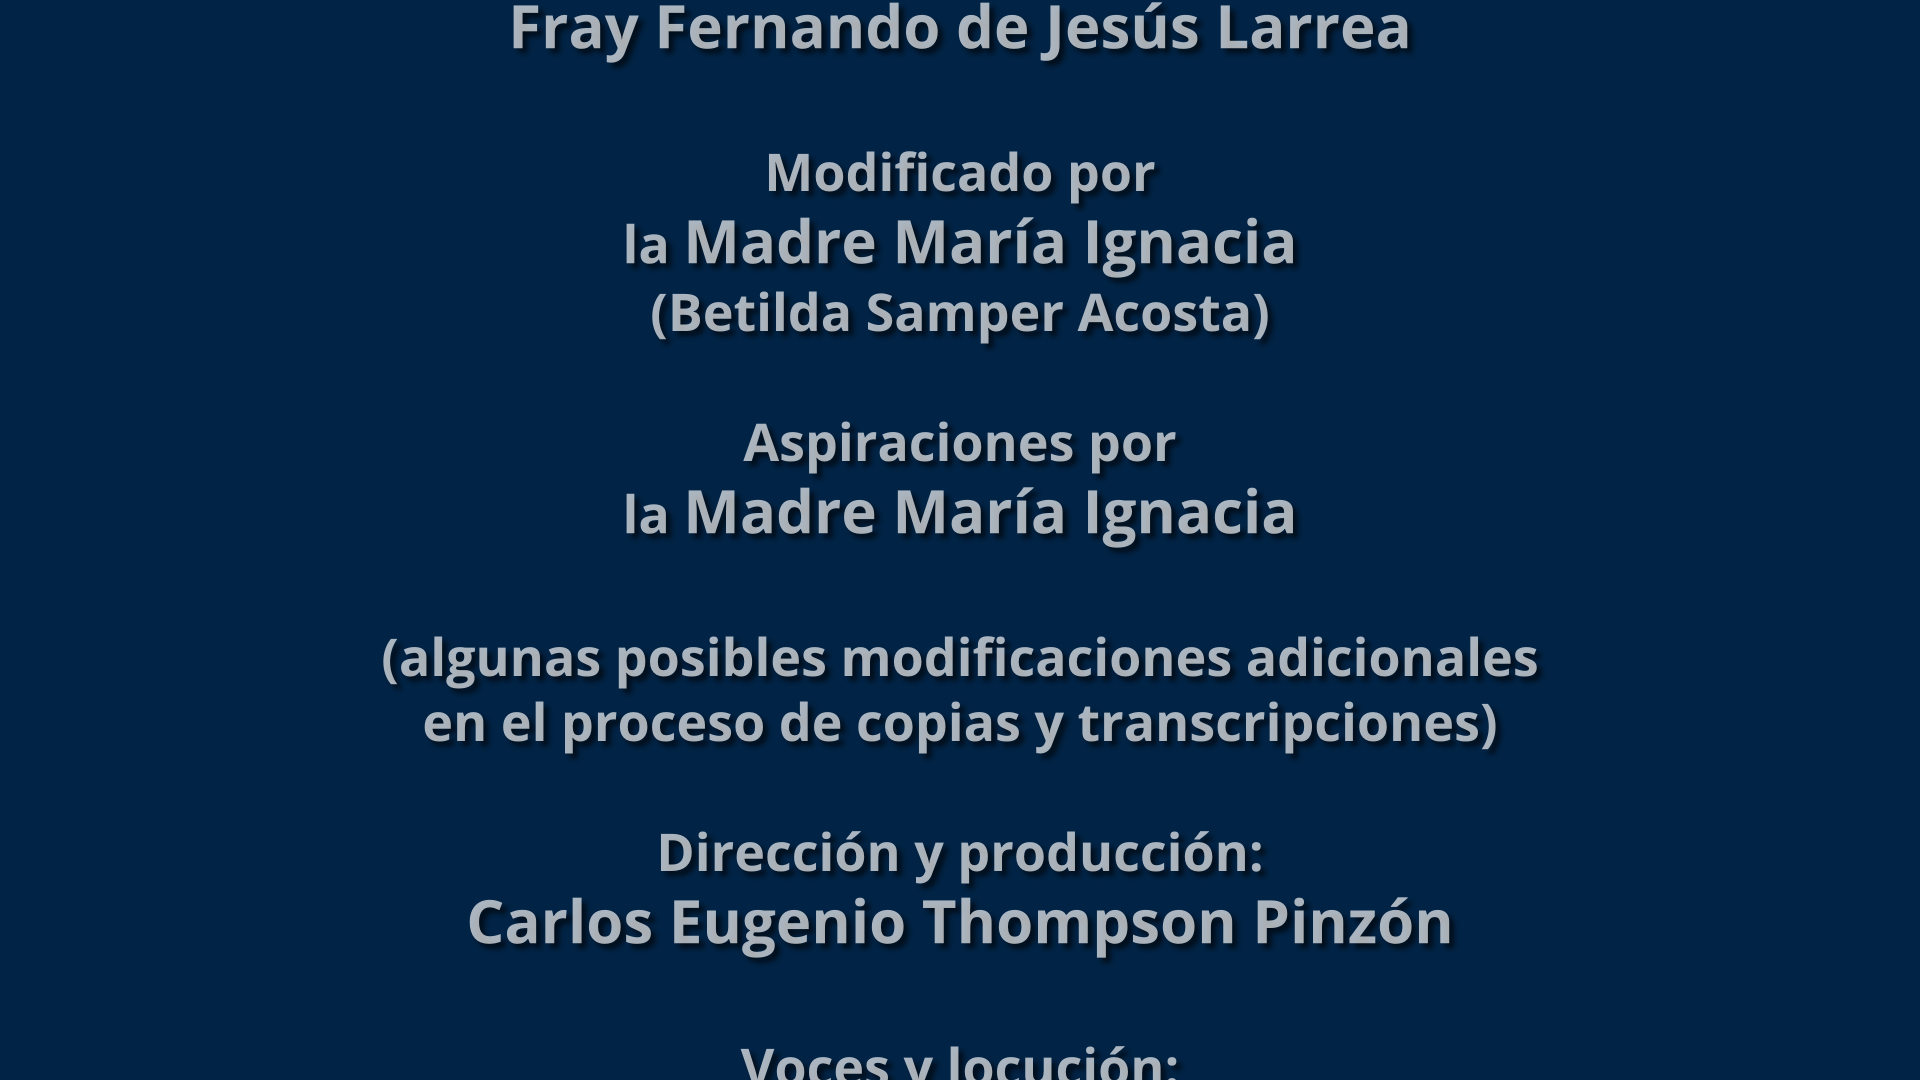 Fray Fernando de Jesús Larrea
Modificado por
la Madre María Ignacia
(Betilda Samper Acosta)
Aspiraciones por
la Madre María Ignacia
(algunas posibles modificaciones adicionales
en el proceso de copias y transcripciones)
Dirección y producción:
Carlos Eugenio Thompson Pinzón
Voces y locución: